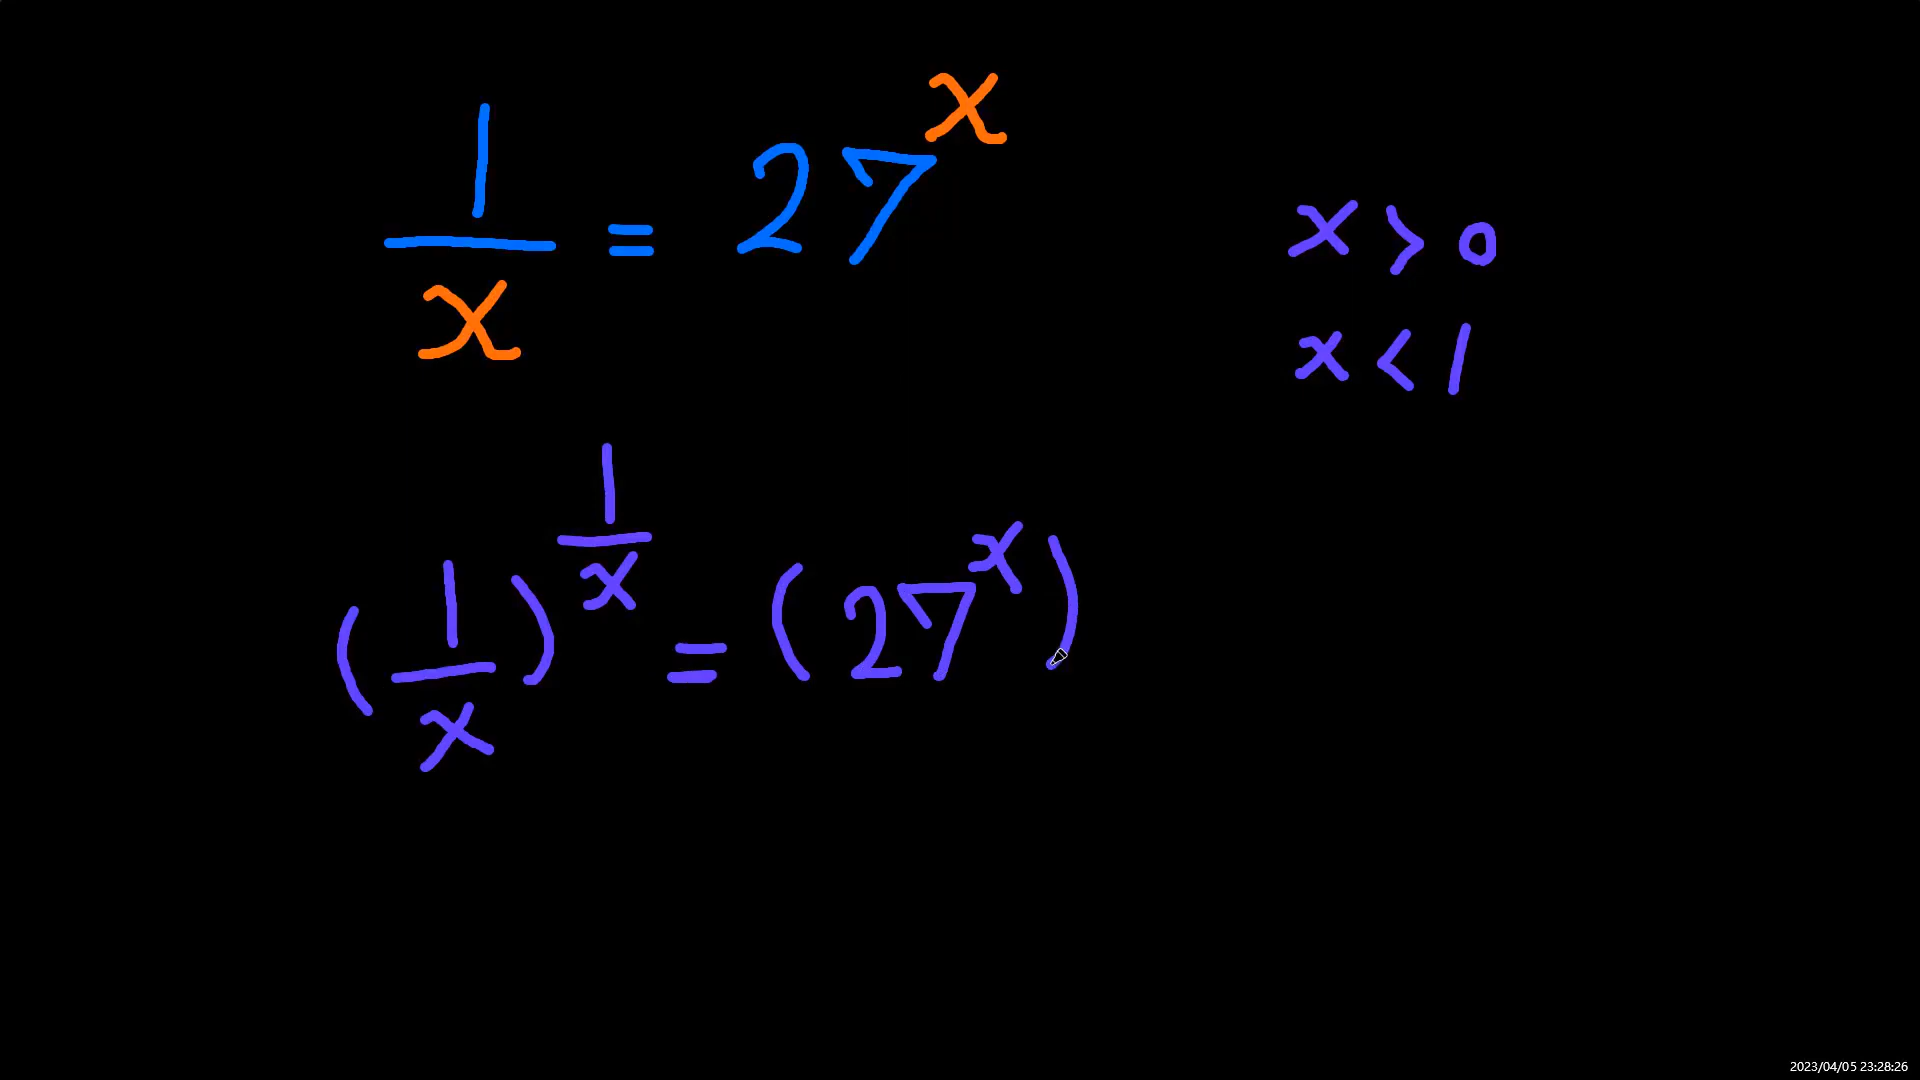 1/x = 27^x
x > 0
x < 1
(1/x)^(1/x) = (27^x)
2023/04/05 23:28:26